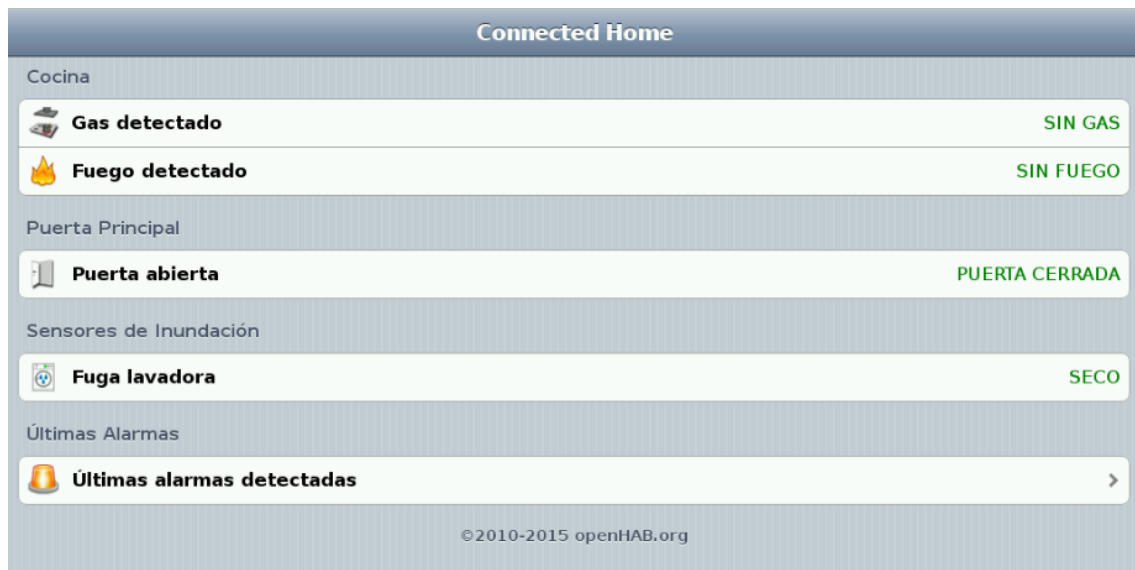 Connected Home
Cocina
Gas detectado SIN GAS
Fuego detectado SIN FUEGO
Puerta Principal
Puerta abierta PUERTA CERRADA
Sensores de Inundación
Fuga lavadora SECO
Últimas Alarmas
Últimas alarmas detectadas
©2010-2015 openHAB.org